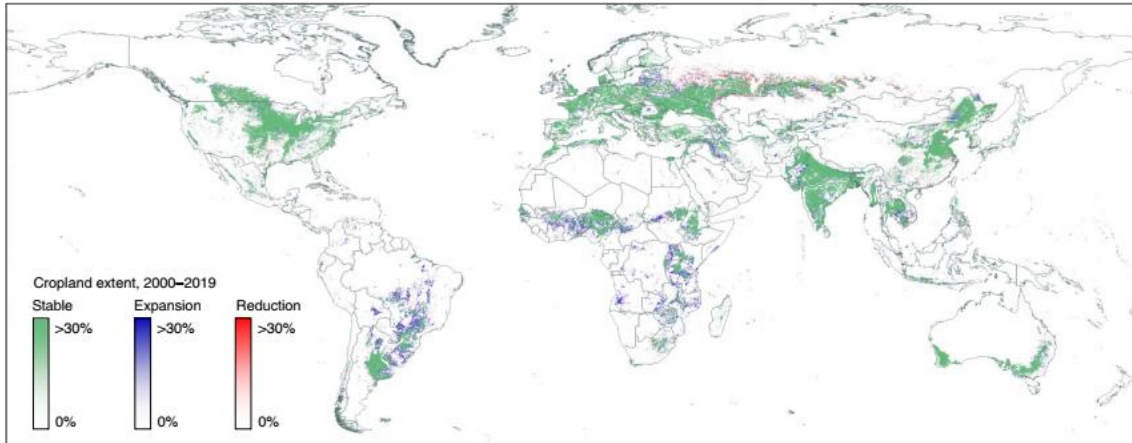 Cropland extent, 2000–2019
Stable Expansion Reduction
>30% >30% >30%
0% 0% 0%